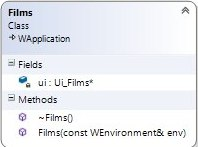 Films
Class
WApplication
Fields
ui : Ui_Films*
Methods
~Films()
Films(const WEnvironment& env)